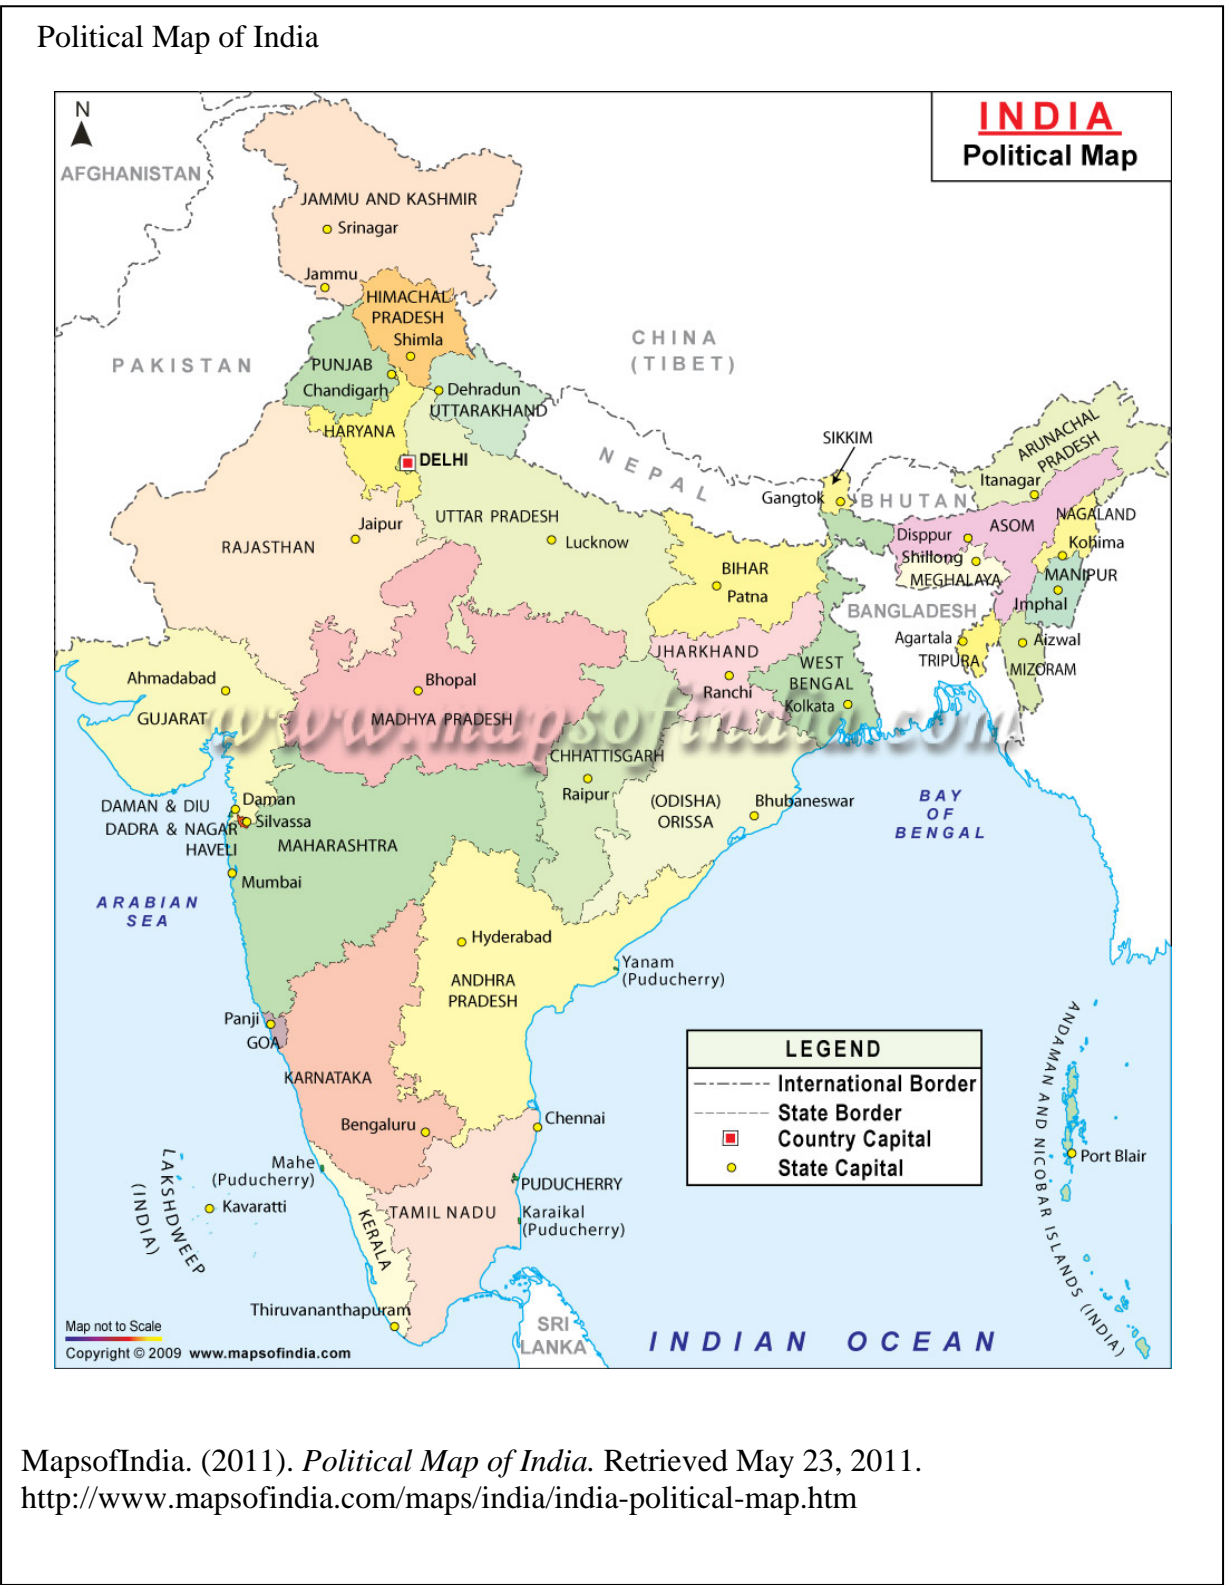 Political Map of India
N
INDIA
Political Map
AFGHANISTAN
JAMMU AND KASHMIR
Srinagar
Jammu
HIMACHAL
PRADESH
Shimla
CHINA
(TIBET)
PAKISTAN
PUNJAB
Chandigarh
Dehradun
UTTARAKHAND
HARYANA
DELHI
NEPAL
SIKKIM
Gangtok
BHUTAN
ARUNACHAL
PRADESH
Itanagar
UTTAR PRADESH
Lucknow
Jaipur
RAJASTHAN
ASOM
NAGALAND
Disppur
Kohima
Shillong
MEGHALAYA
BIHAR
Patna
MANIPUR
Imphal
BANGLADESH
Agartala
TRIPURA
Aizwal
MIZORAM
JHARKHAND
Ranchi
WEST
BENGAL
Kolkata
Ahmadabad
GUJARAT
Bhopal
MADHYA PRADESH
www.mapsofindia.com
CHHATTISGARH
Raipur
(ODISHA)
ORISSA
Bhubaneswar
BAY
OF
BENGAL
DAMAN & DIU
Daman
DADRA & NAGAR
HAVELI
Silvassa
MAHARASHTRA
Mumbai
ARABIAN
SEA
Hyderabad
ANDHRA
PRADESH
Yanam
(Puducherry)
Panji
GOA
KARNATAKA
Bengaluru
Chennai
LEGEND
International Border
State Border
Country Capital
State Capital
ANDAMAN AND NICOBAR ISLANDS (INDIA)
Port Blair
Mahe
(Puducherry)
LAKSHDWEEP
(INDIA)
Kavaratti
PUDUCHERRY
Karaikal
(Puducherry)
TAMIL NADU
KERALA
Thiruvananthapuram
SRI
LANKA
INDIAN OCEAN
Map not to Scale
Copyright © 2009 www.mapsofindia.com
MapsofIndia. (2011). Political Map of India. Retrieved May 23, 2011.
http://www.mapsofindia.com/maps/india/india-political-map.htm